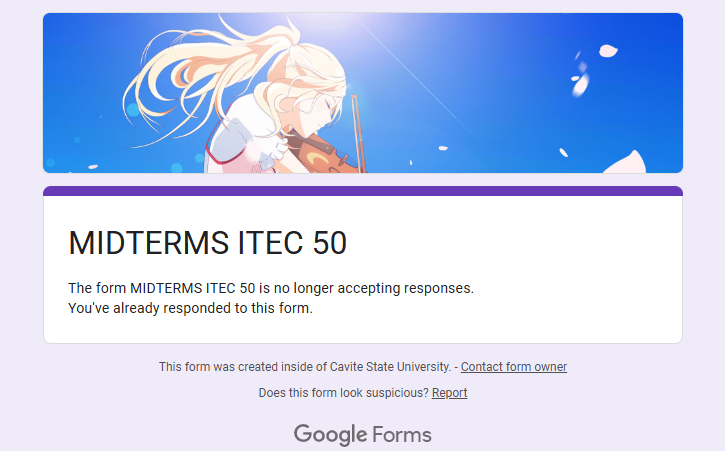 MIDTERMS ITEC 50
The form MIDTERMS ITEC 50 is no longer accepting responses.
You've already responded to this form.
This form was created inside of Cavite State University. - Contact form owner
Does this form look suspicious? Report
Google Forms